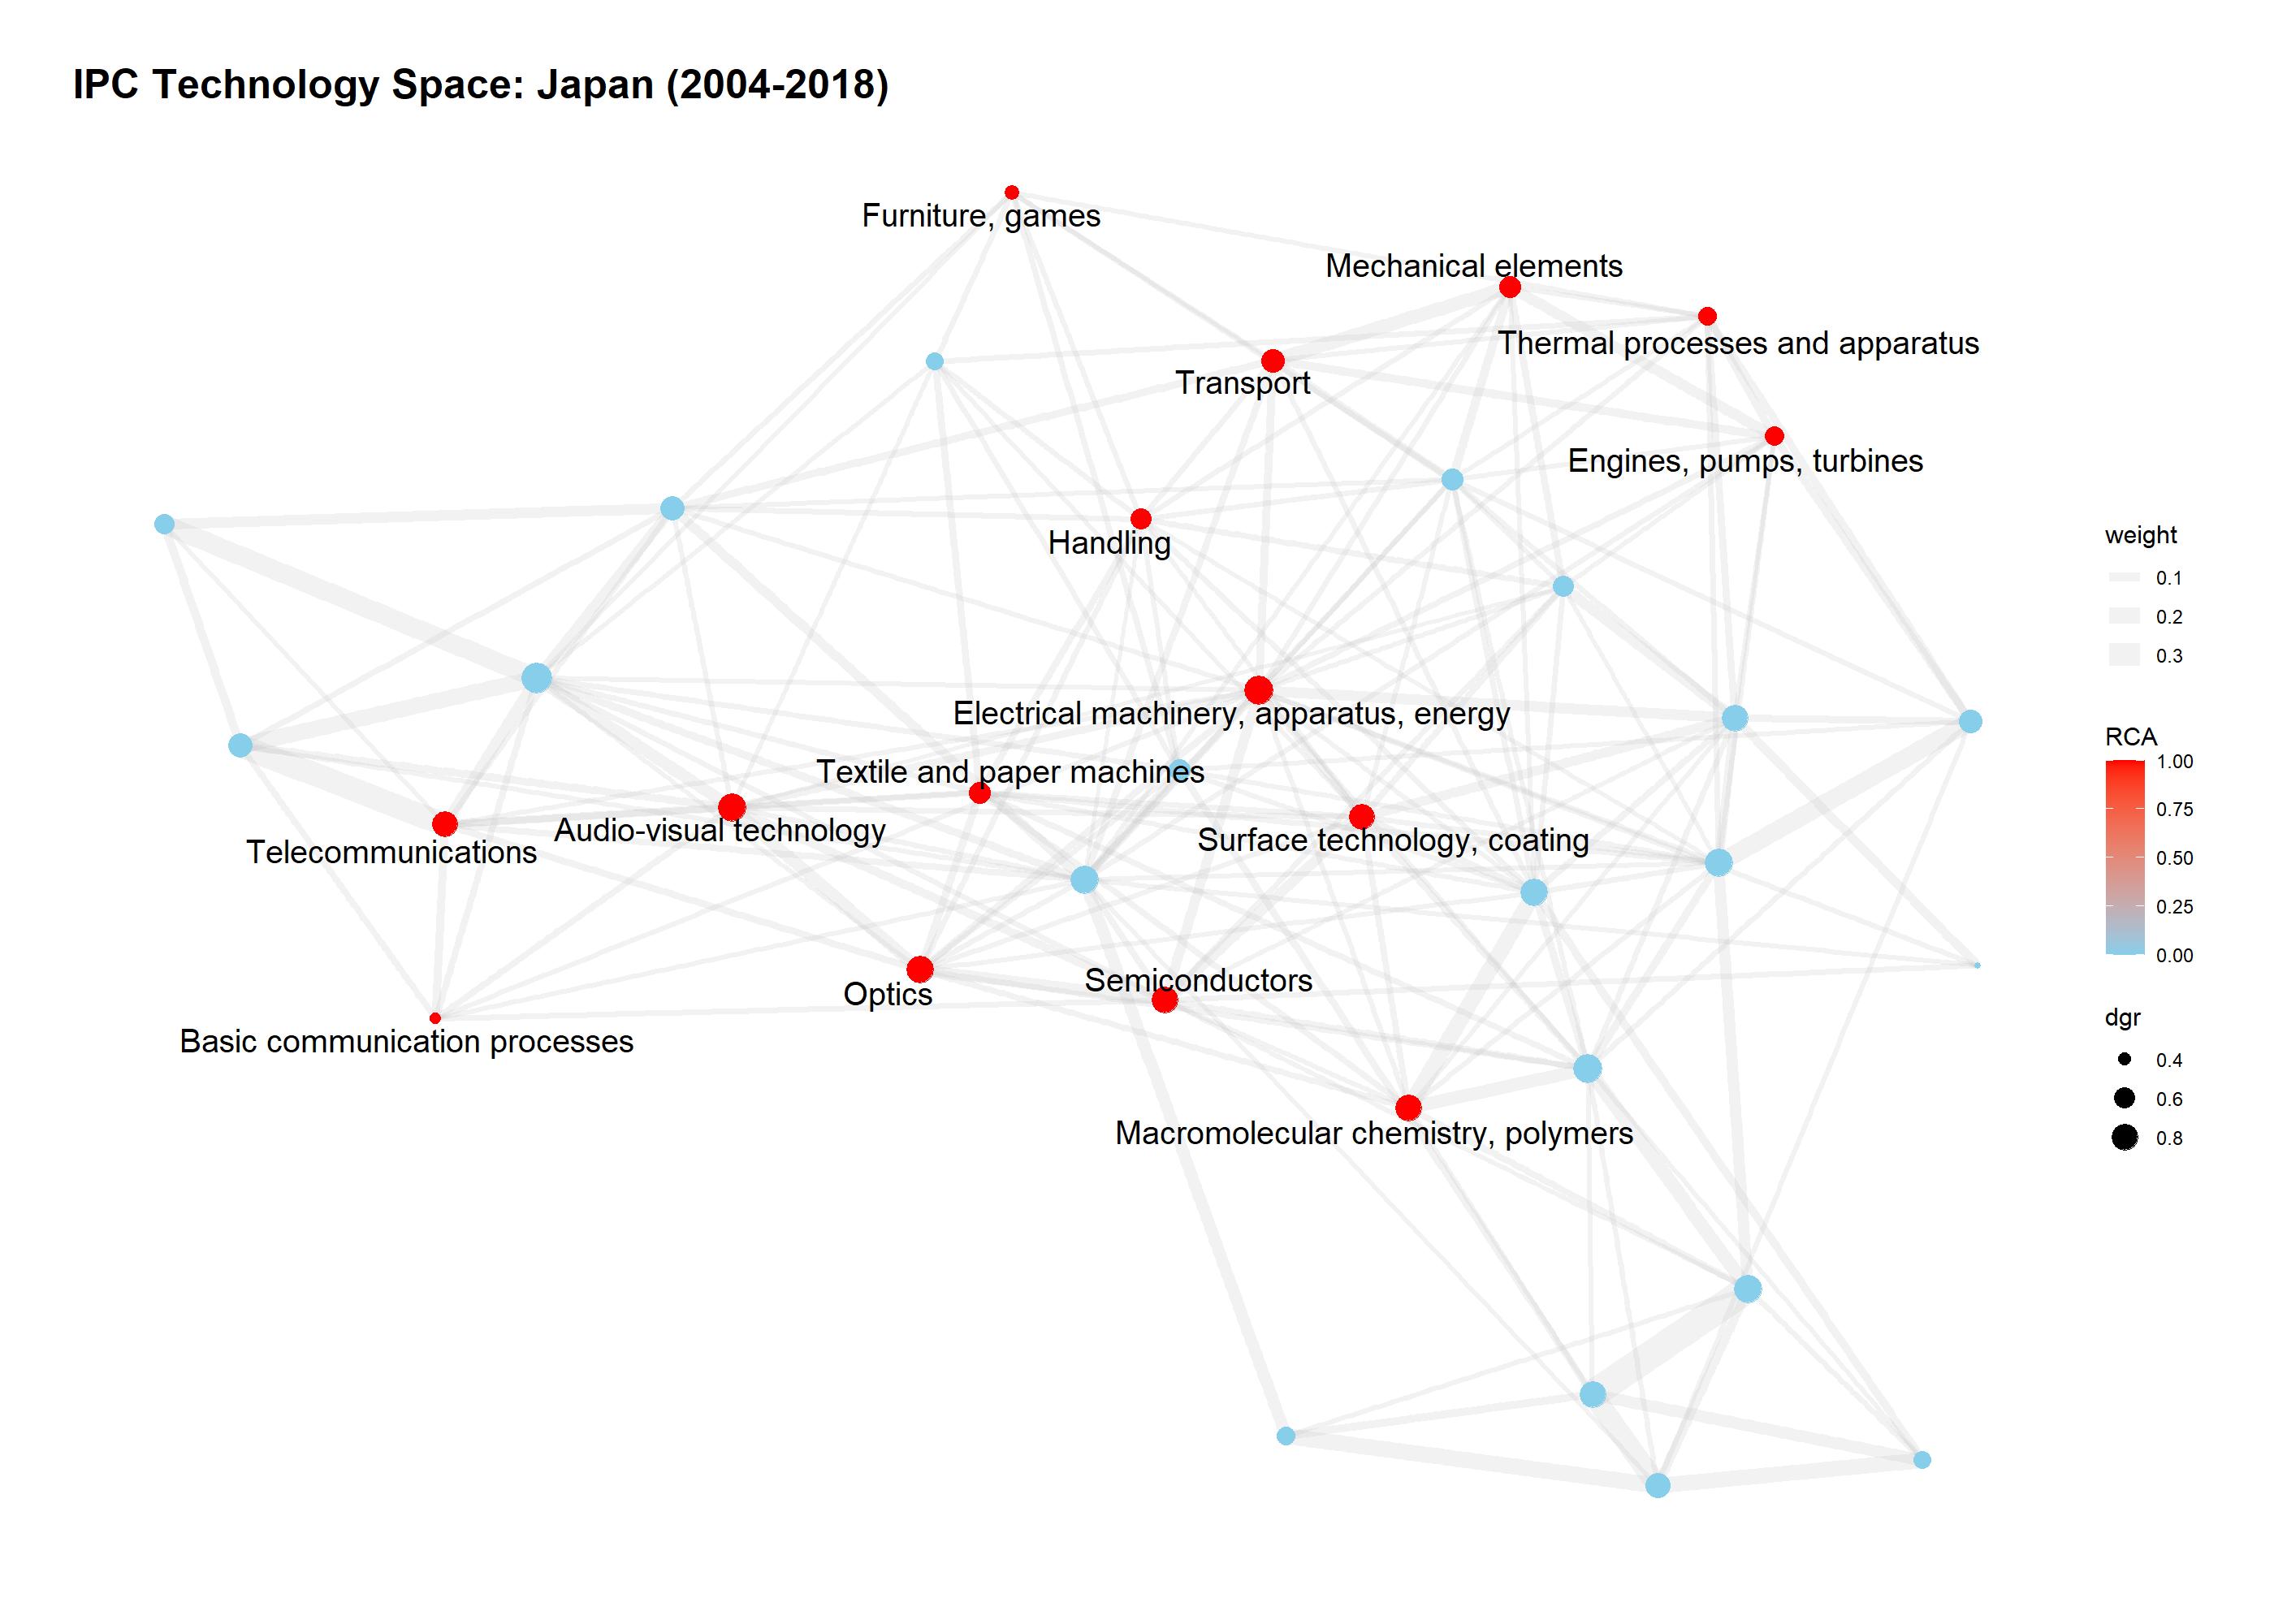 IPC Technology Space: Japan (2004-2018)
Furniture, games
Mechanical elements
Thermal processes and apparatus
Transport
Engines, pumps, turbines
Handling
Electrical machinery, apparatus, energy
Textile and paper machines
Audio-visual technology
Surface technology, coating
Telecommunications
Semiconductors
Optics
Basic communication processes
Macromolecular chemistry, polymers
weight
0.1
0.2
0.3
RCA
1.00
0.75
0.50
0.25
0.00
dgr
0.4
0.6
0.8